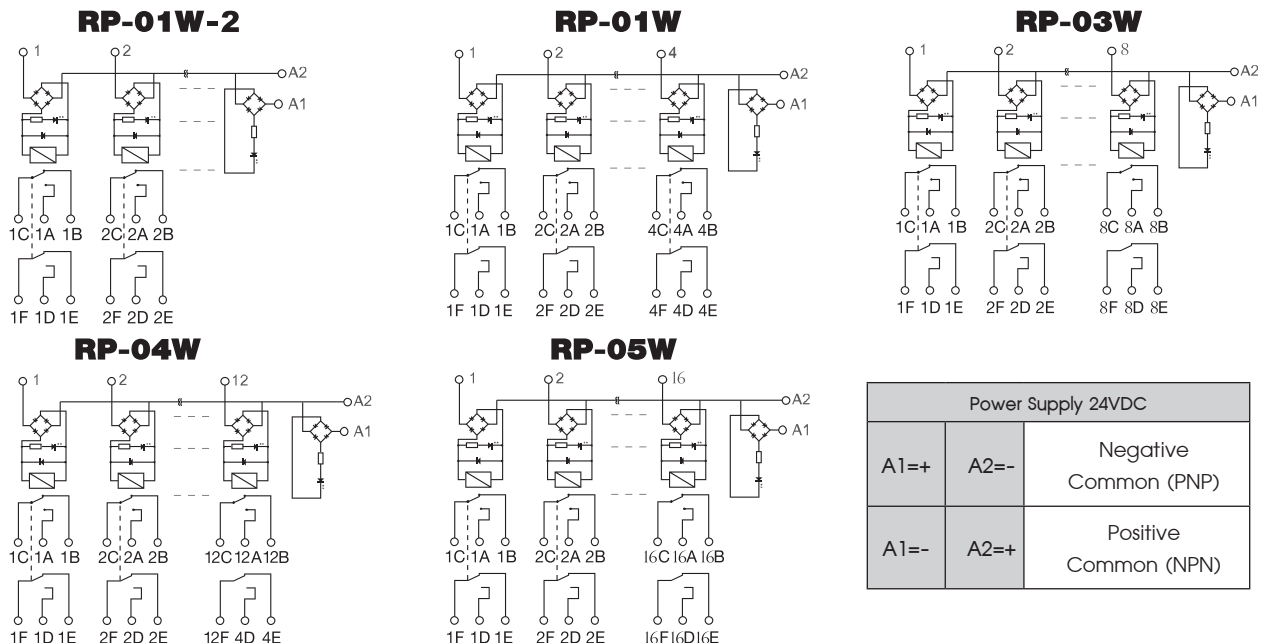 RP-01W-2
1 2
A2
A1
1C 1A 1B 2C 2A 2B
1F 1D 1E 2F 2D 2E
RP-01W
1 2 4
A2
A1
1C 1A 1B 2C 2A 2B 4C 4A 4B
1F 1D 1E 2F 2D 2E 4F 4D 4E
RP-03W
1 2 8
A2
A1
1C 1A 1B 2C 2A 2B 8C 8A 8B
1F 1D 1E 2F 2D 2E 8F 8D 8E
RP-04W
1 2 12
A2
A1
1C 1A 1B 2C 2A 2B 12C 12A 12B
1F 1D 1E 2F 2D 2E 12F 4D 4E
RP-05W
1 2 16
A2
A1
1C 1A 1B 2C 2A 2B 16C 16A 16B
1F 1D 1E 2F 2D 2E 16F 16D 16E
Power Supply 24VDC
A1=+ A2=- Negative
Common (PNP)
A1=- A2=+ Positive
Common (NPN)